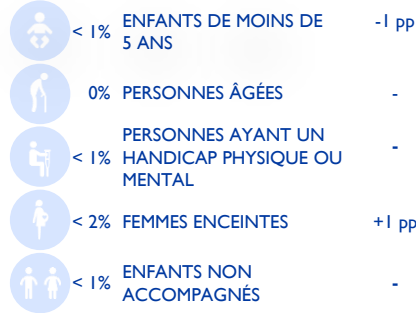 < 1% ENFANTS DE MOINS DE -1 pp
5 ANS
0% PERSONNES ÂGÉES -
PERSONNES AYANT UN
< 1% HANDICAP PHYSIQUE OU -
MENTAL
< 2% FEMMES ENCEINTES +1 pp
< 1% ENFANTS NON -
ACCOMPAGNÉS